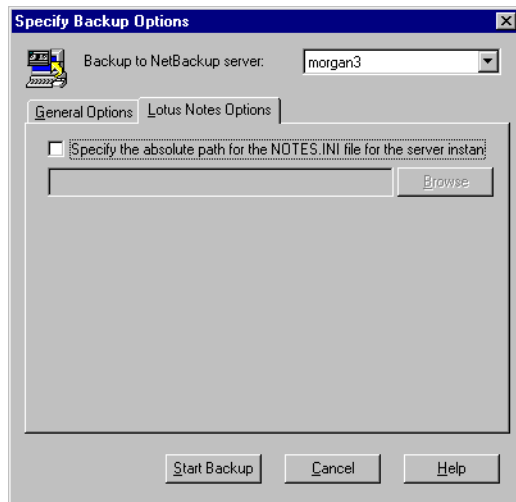 Specify Backup Options
Backup to NetBackup server:
morgan3
General Options
Lotus Notes Options
Specify the absolute path for the NOTES.INI file for the server instan
Browse
Start Backup
Cancel
Help